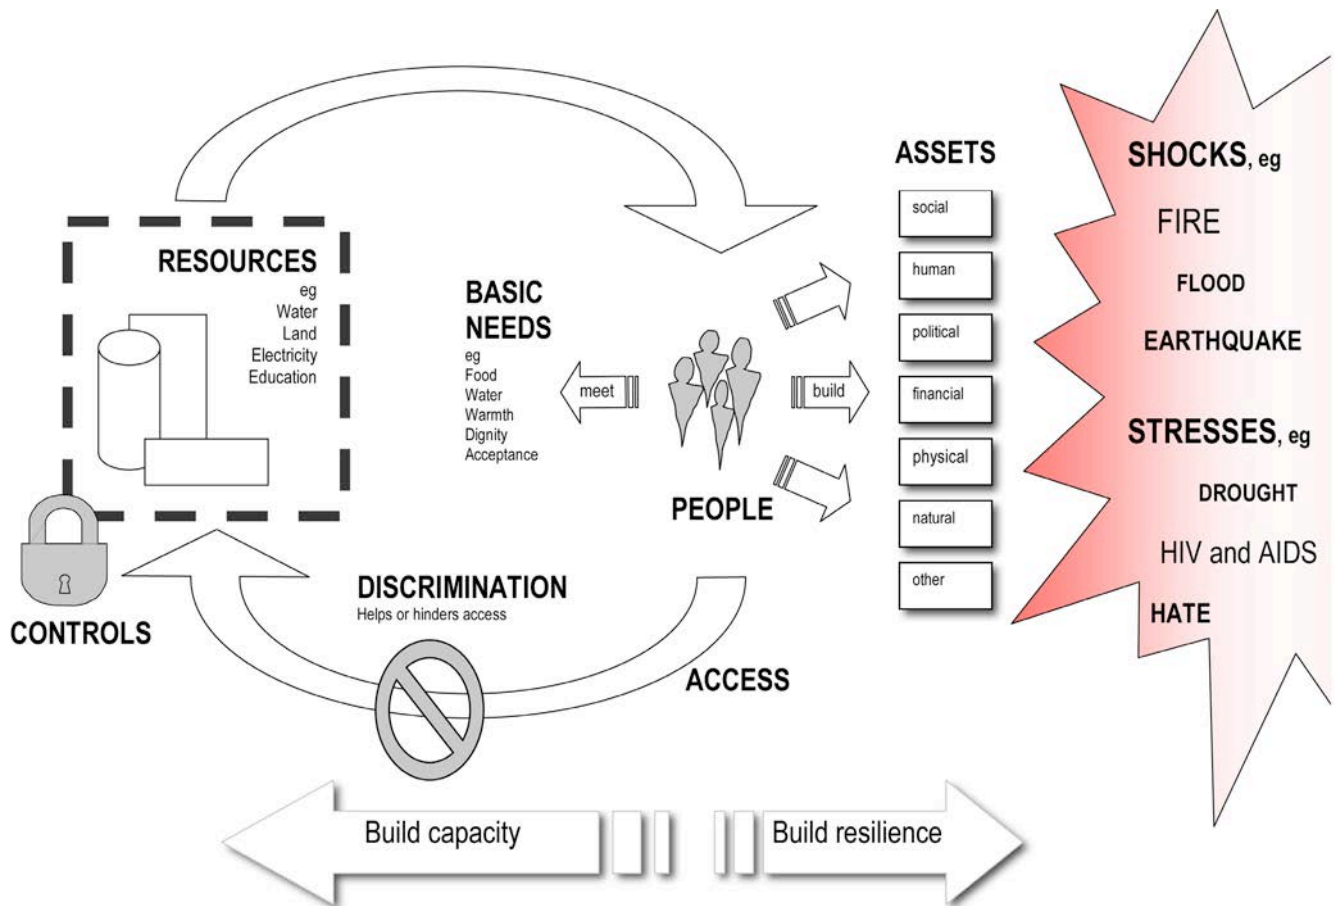 RESOURCES
eg
Water
Land
Electricity
Education
CONTROLS
BASIC
NEEDS
eg
Food
Water
Warmth
Dignity
Acceptance
meet
PEOPLE
build
DISCRIMINATION
Helps or hinders access
ACCESS
ASSETS
social
human
political
financial
physical
natural
other
SHOCKS, eg
FIRE
FLOOD
EARTHQUAKE
STRESSES, eg
DROUGHT
HIV and AIDS
HATE
Build capacity
Build resilience